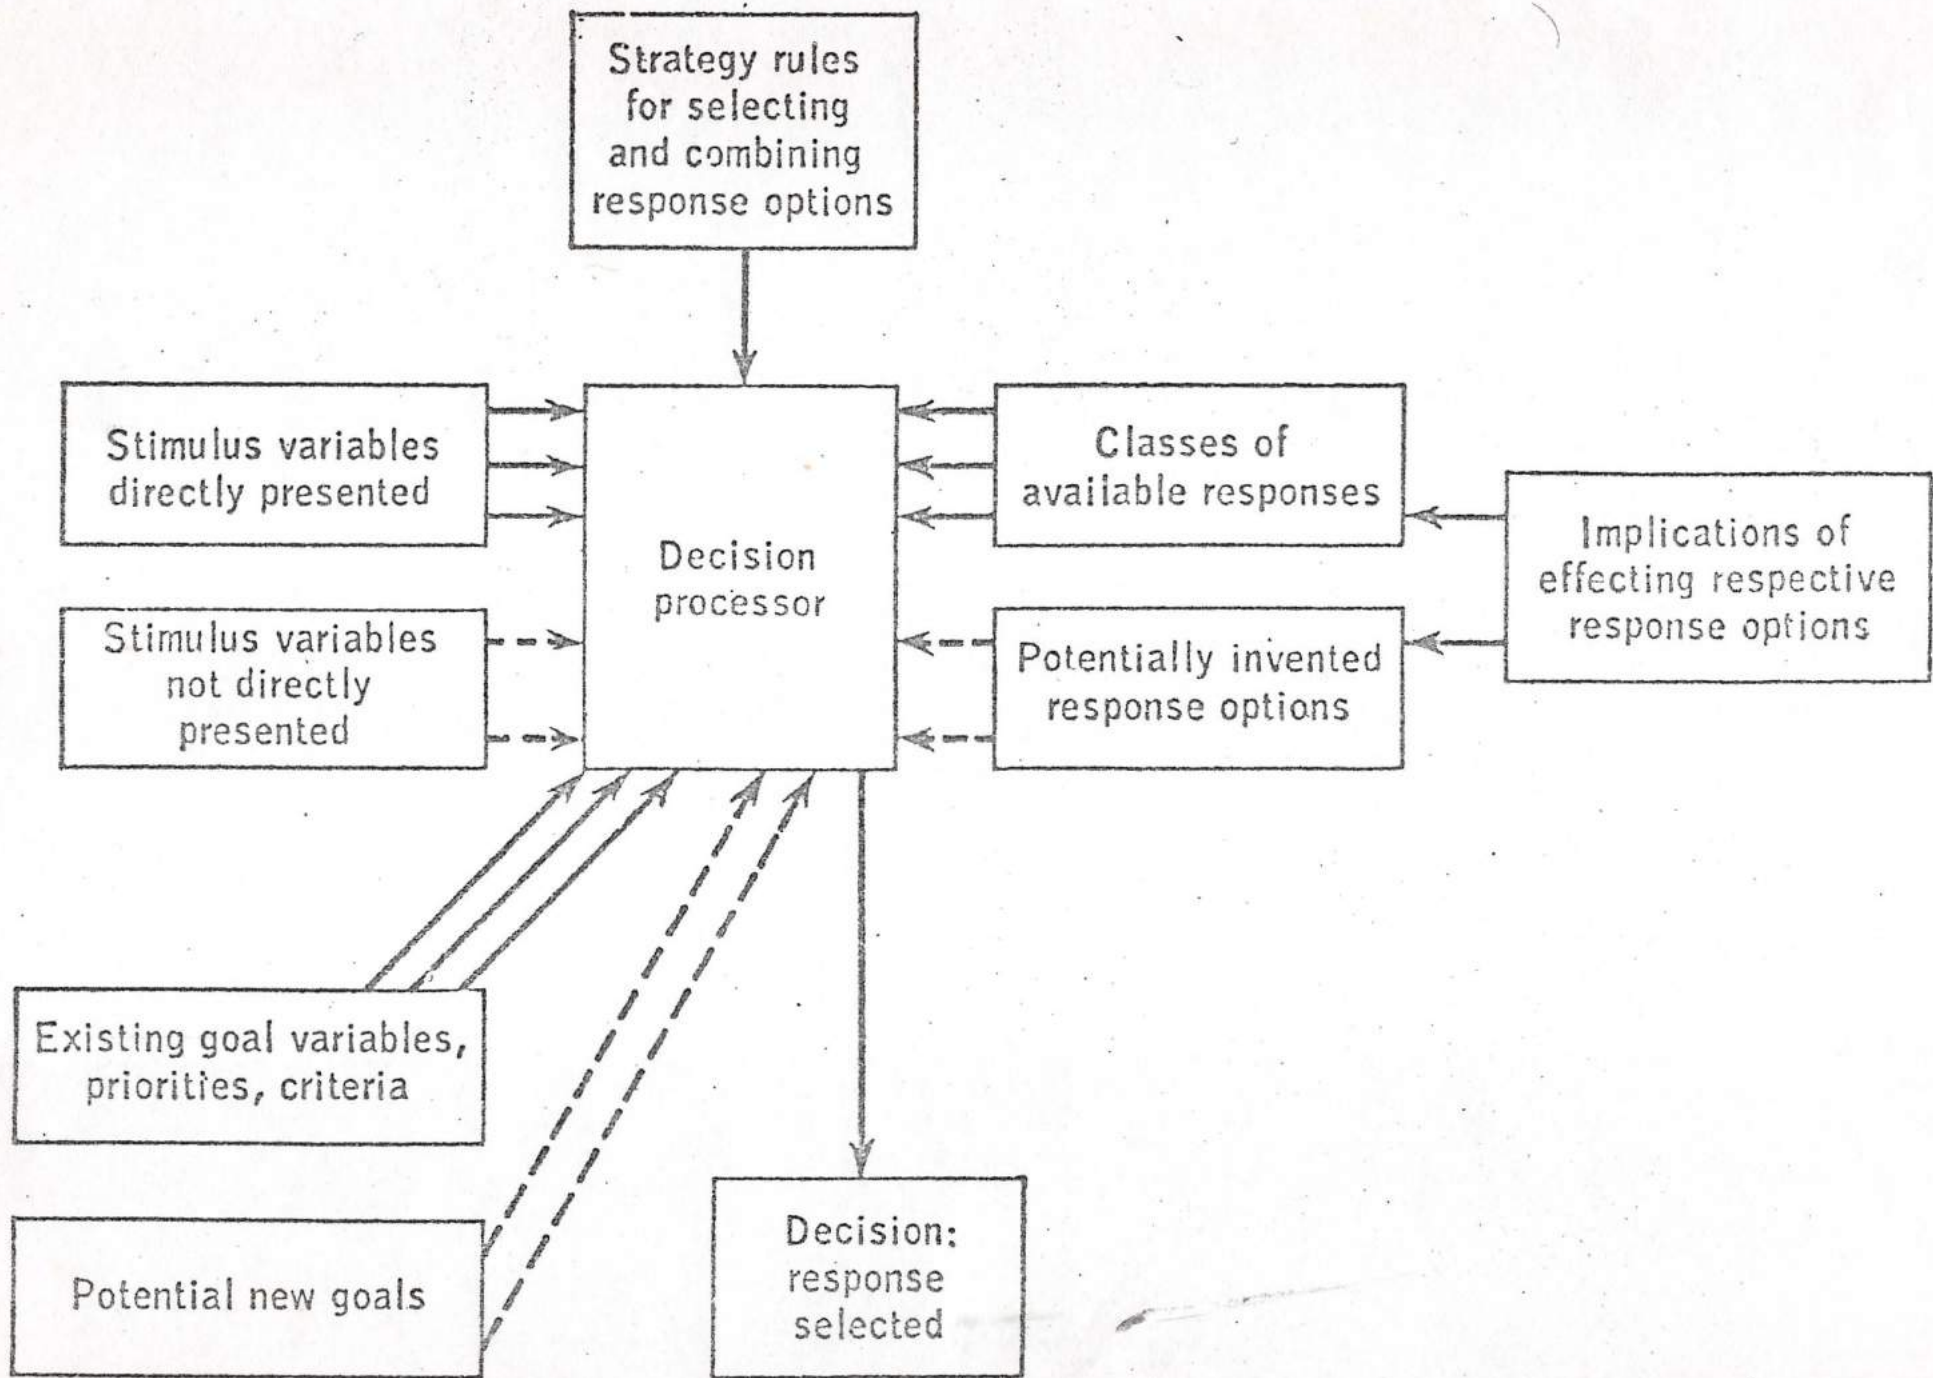 Strategy rules
for selecting
and combining
response options
Stimulus variables
directly presented
Decision
processor
Classes of
available responses
Implications of
effecting respective
response options
Stimulus variables
not directly
presented
Potentially invented
response options
Existing goal variables,
priorities, criteria
Potential new goals
Decision:
response
selected